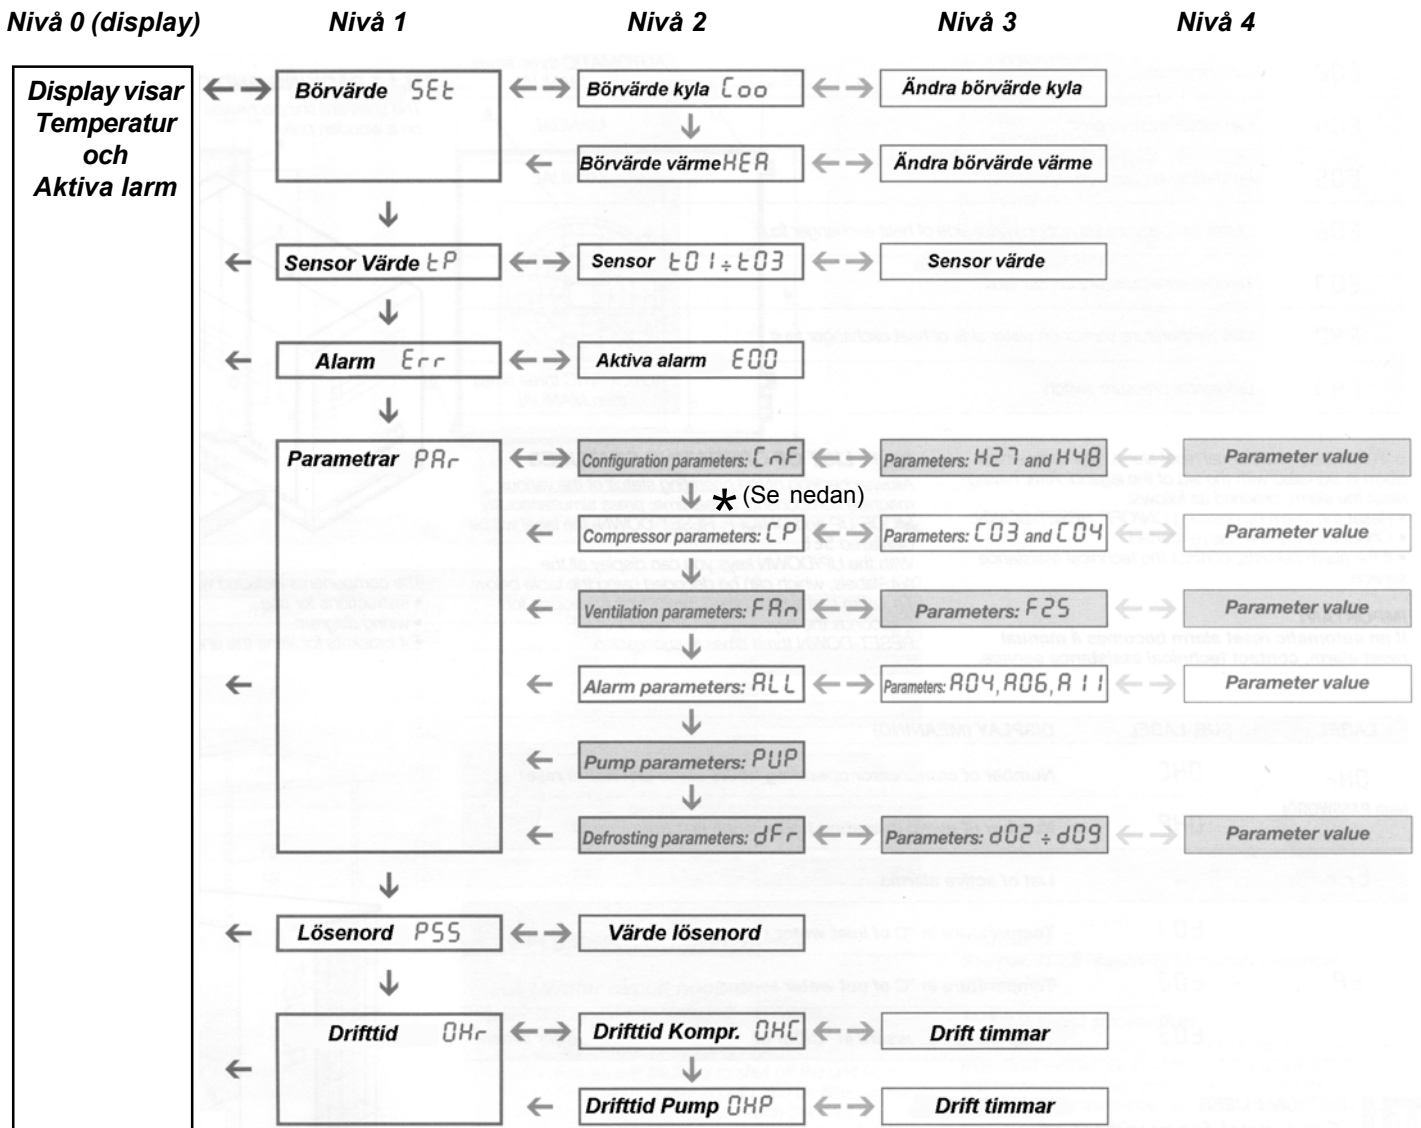 Nivå 0 (display) Nivå 1 Nivå 2 Nivå 3 Nivå 4
Display visar
Temperatur
och
Aktiva larm
Börvärde SEt
Börvärde kyla Coo
Ändra börvärde kyla
Börvärde värme HEA
Ändra börvärde värme
Sensor Värde tP
Sensor t01÷t03
Sensor värde
Alarm Err
Aktiva alarm E00
Parametrar PAr
Configuration parameters: CnF
Parameters: H27 and H48
Parameter value
* (Se nedan)
Compressor parameters: CP
Parameters: C03 and C04
Parameter value
Ventilation parameters: FAn
Parameters: F25
Parameter value
Alarm parameters: ALL
Parameters: A04, A06, A11
Parameter value
Pump parameters: PUP
Defrosting parameters: dFr
Parameters: d02÷d09
Parameter value
Lösenord PSS
Värde lösenord
Drifttid OHr
Drifttid Kompr. OHC
Drift timmar
Drifttid Pump OHP
Drift timmar